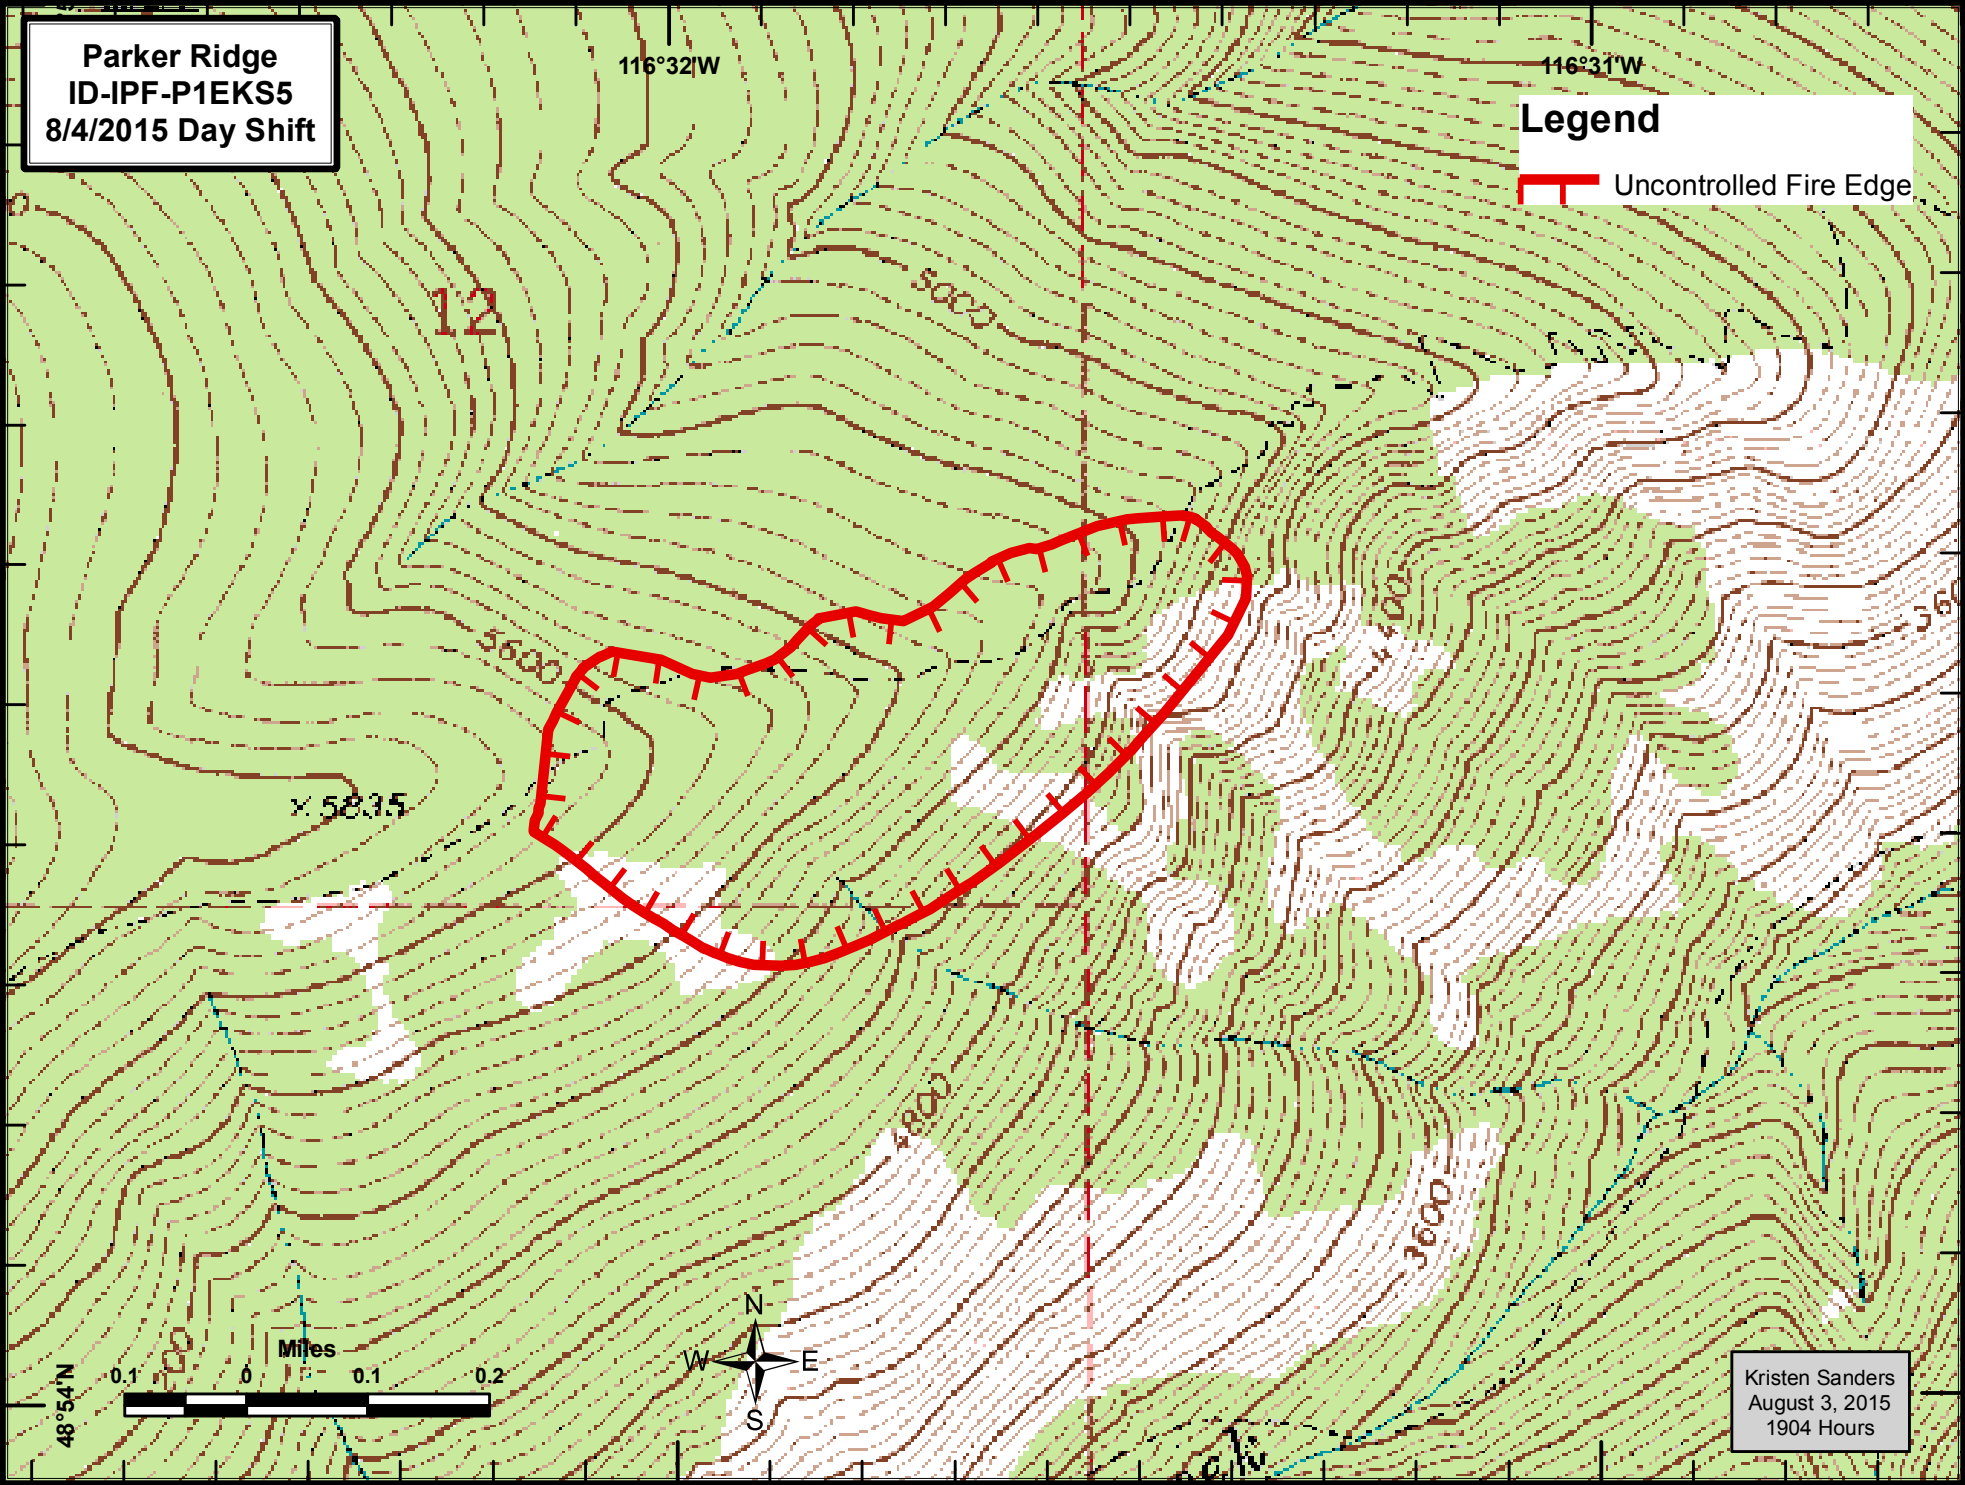 Parker Ridge
ID-IPF-P1EKS5
8/4/2015 Day Shift
116°32'W
116°31'W
Legend
Uncontrolled Fire Edge
12
5000
5600
4400
× 5835
4800
3600
Miles
0.1 0 0.1 0.2
48°54'N
N
W E
S
Kristen Sanders
August 3, 2015
1904 Hours